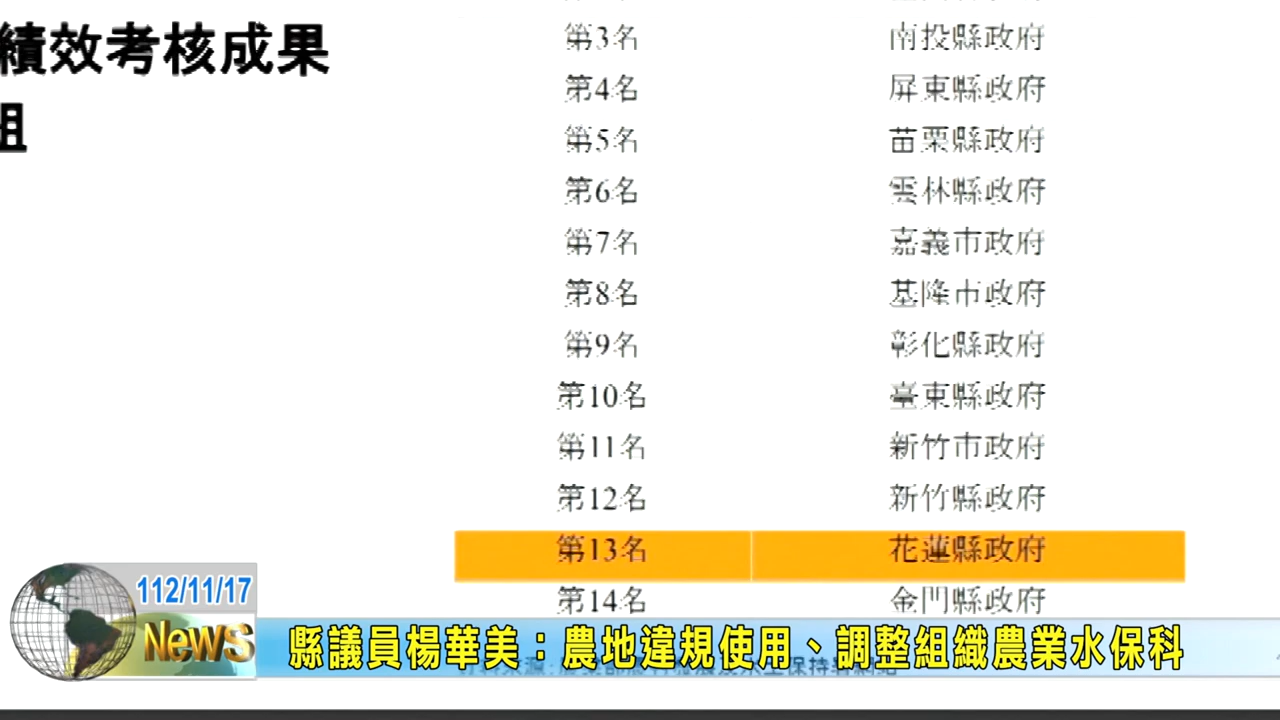 績效考核成果
組
第3名 南投縣政府
第4名 屏東縣政府
第5名 苗栗縣政府
第6名 雲林縣政府
第7名 嘉義市政府
第8名 基隆市政府
第9名 彰化縣政府
第10名 臺東縣政府
第11名 新竹市政府
第12名 新竹縣政府
第13名 花蓮縣政府
第14名 金門縣政府
112/11/17
News
縣議員楊華美：農地違規使用、調整組織農業水保科